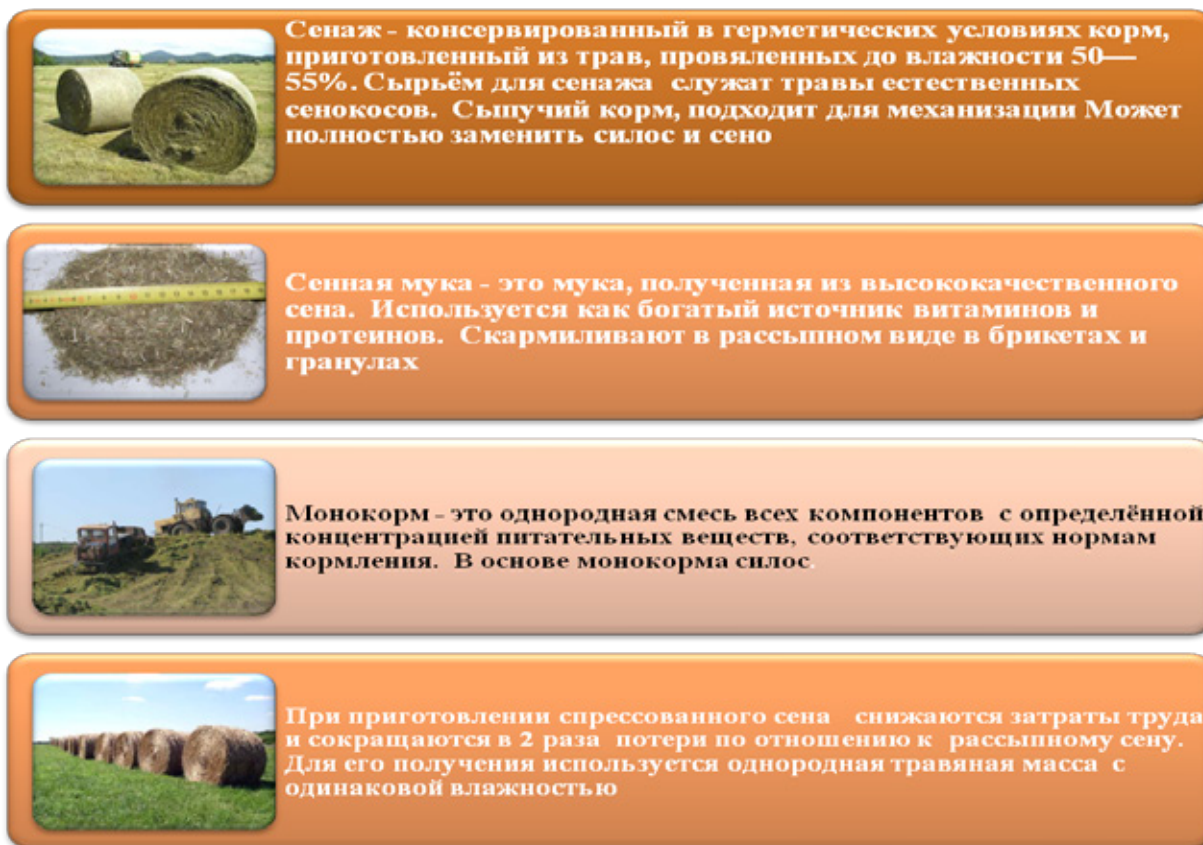 Сенаж - консервированный в герметических условиях корм,
приготовленный из трав, провяленных до влажности 50—
55%. Сырьём для сенажа служат травы естественных
сенокосов. Сыпучий корм, подходит для механизации Может
полностью заменить силос и сено
Сенная мука - это мука, полученная из высококачественного
сена. Используется как богатый источник витаминов и
протеинов. Скармиливают в рассыпном виде в брикетах и
гранулах
Монокорм - это однородная смесь всех компонентов с определённой
концентрацией питательных веществ, соответствующих нормам
кормления. В основе монокорма силос.
При приготовлении спрессованного сена снижаются затраты труда
и сокращаются в 2 раза потери по отношению к рассыпному сену.
Для его получения используется однородная травяная масса с
одинаковой влажностью